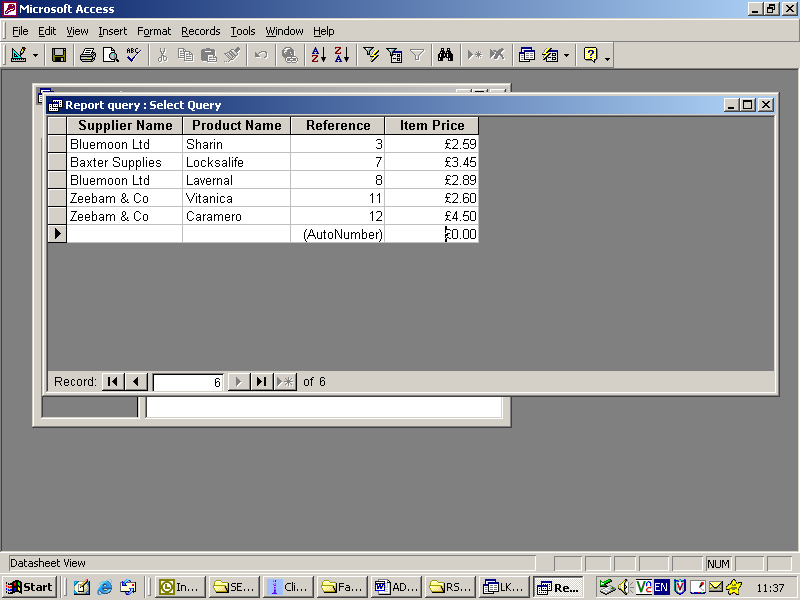 Microsoft Access
File Edit View Insert Format Records Tools Window Help
Report query : Select Query
Supplier Name Product Name Reference Item Price
Bluemoon Ltd Sharin 3 £2.59
Baxter Supplies Locksalife 7 £3.45
Bluemoon Ltd Lavernal 8 £2.89
Zeebam & Co Vitanica 11 £2.60
Zeebam & Co Caramero 12 £4.50
(AutoNumber) £0.00
Record: 6 of 6
Datasheet View NUM
Start In... SE... Cli... Fa... AD... RS... LK... Re... EN 11:37